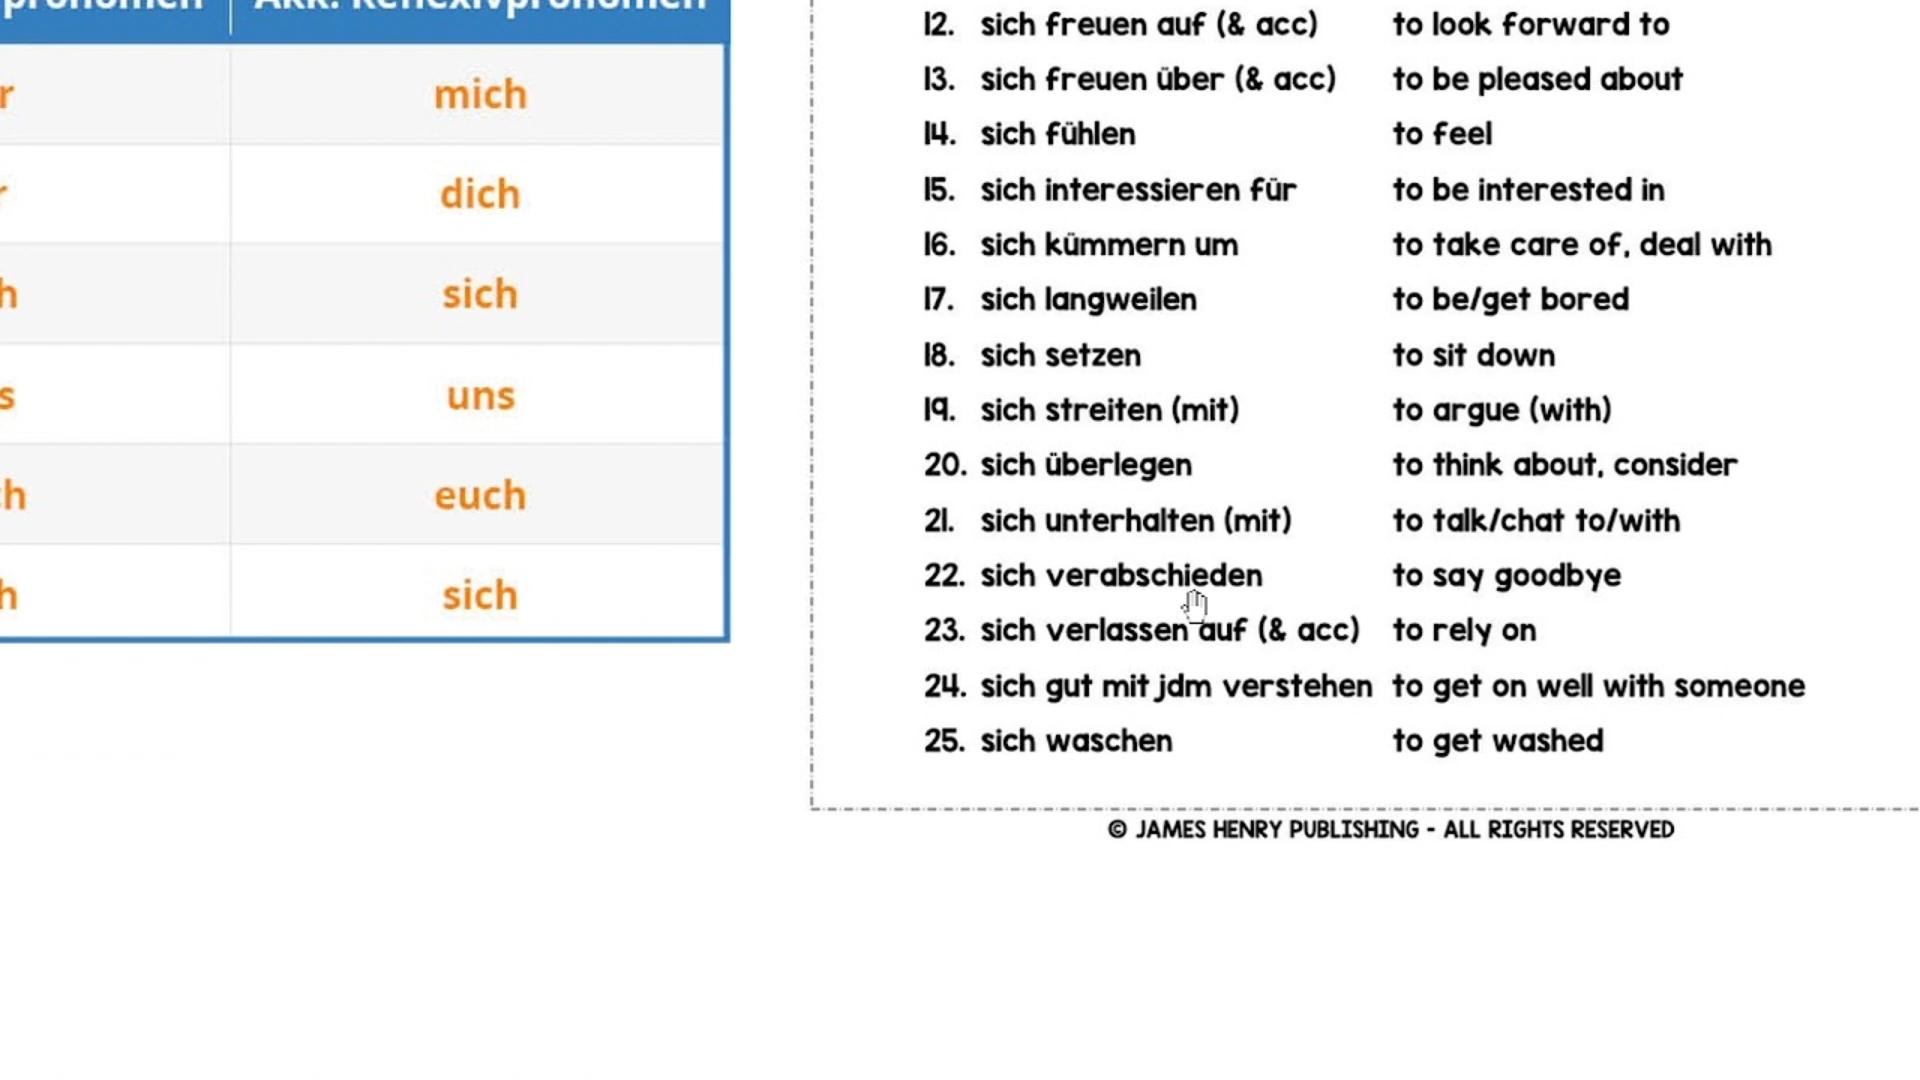 Akk. Reflexivpronomen
mich
dich
sich
uns
euch
sich
12. sich freuen auf (& acc) to look forward to
13. sich freuen über (& acc) to be pleased about
14. sich fühlen to feel
15. sich interessieren für to be interested in
16. sich kümmern um to take care of, deal with
17. sich langweilen to be/get bored
18. sich setzen to sit down
19. sich streiten (mit) to argue (with)
20. sich überlegen to think about, consider
21. sich unterhalten (mit) to talk/chat to/with
22. sich verabschieden to say goodbye
23. sich verlassen auf (& acc) to rely on
24. sich gut mit jdm verstehen to get on well with someone
25. sich waschen to get washed
© JAMES HENRY PUBLISHING - ALL RIGHTS RESERVED